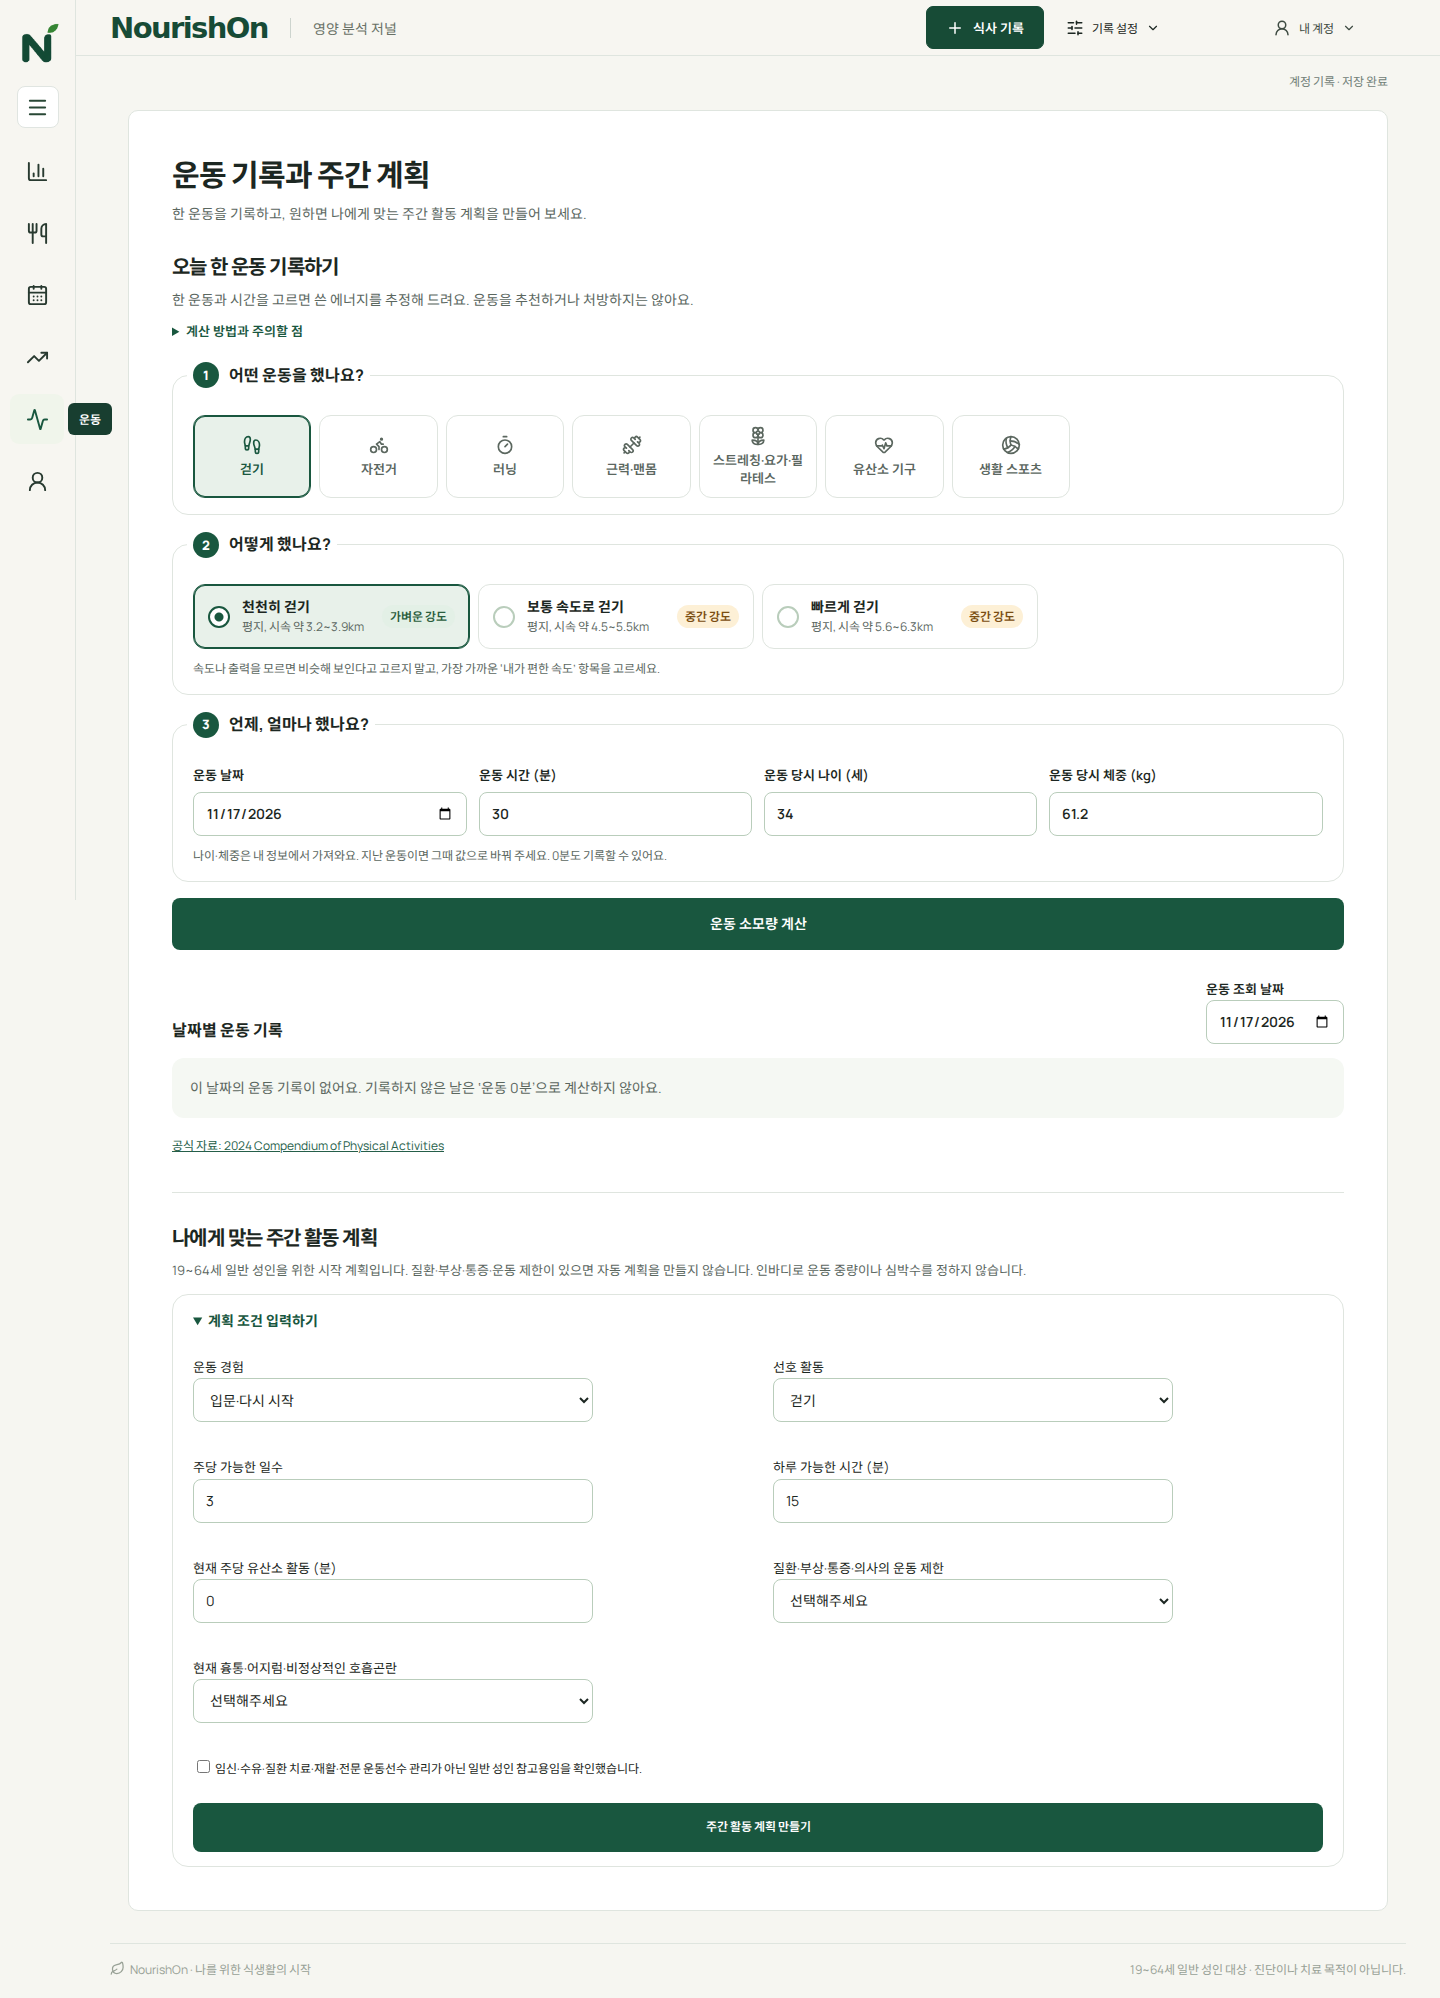 NourishOn
영양 분석 저널
식사 기록
기록 설정
내 계정
계정 기록 · 저장 완료
운동 기록과 주간 계획
한 운동을 기록하고, 원하면 나에게 맞는 주간 활동 계획을 만들어 보세요.
오늘 한 운동 기록하기
한 운동과 시간을 고르면 쓴 에너지를 추정해 드려요. 운동을 추천하거나 처방하지는 않아요.
계산 방법과 주의할 점
1 어떤 운동을 했나요?
운동
걷기
자전거
러닝
근력·맨몸
스트레칭·요가·필
라테스
유산소 기구
생활 스포츠
2 어떻게 했나요?
천천히 걷기
평지, 시속 약 3.2~3.9km
가벼운 강도
보통 속도로 걷기
평지, 시속 약 4.5~5.5km
중간 강도
빠르게 걷기
평지, 시속 약 5.6~6.3km
중간 강도
속도나 출력을 모르면 비슷해 보인다고 고르지 말고, 가장 가까운 '내가 편한 속도' 항목을 고르세요.
3 언제, 얼마나 했나요?
운동 날짜
11/17/2026
운동 시간 (분)
30
운동 당시 나이 (세)
34
운동 당시 체중 (kg)
61.2
나이·체중은 내 정보에서 가져와요. 지난 운동이면 그때 값으로 바꿔 주세요. 0분도 기록할 수 있어요.
운동 소모량 계산
운동 조회 날짜
날짜별 운동 기록
11/17/2026
이 날짜의 운동 기록이 없어요. 기록하지 않은 날은 '운동 0분'으로 계산하지 않아요.
공식 자료: 2024 Compendium of Physical Activities
나에게 맞는 주간 활동 계획
19~64세 일반 성인을 위한 시작 계획입니다. 질환·부상·통증·운동 제한이 있으면 자동 계획을 만들지 않습니다. 인바디로 운동 중량이나 심박수를 정하지 않습니다.
계획 조건 입력하기
운동 경험
입문·다시 시작
선호 활동
걷기
주당 가능한 일수
3
하루 가능한 시간 (분)
15
현재 주당 유산소 활동 (분)
0
질환·부상·통증·의사의 운동 제한
선택해주세요
현재 흉통·어지럼·비정상적인 호흡곤란
선택해주세요
임신·수유·질환 치료·재활·전문 운동선수 관리가 아닌 일반 성인 참고용임을 확인했습니다.
주간 활동 계획 만들기
NourishOn · 나를 위한 식생활의 시작
19~64세 일반 성인 대상 · 진단이나 치료 목적이 아닙니다.